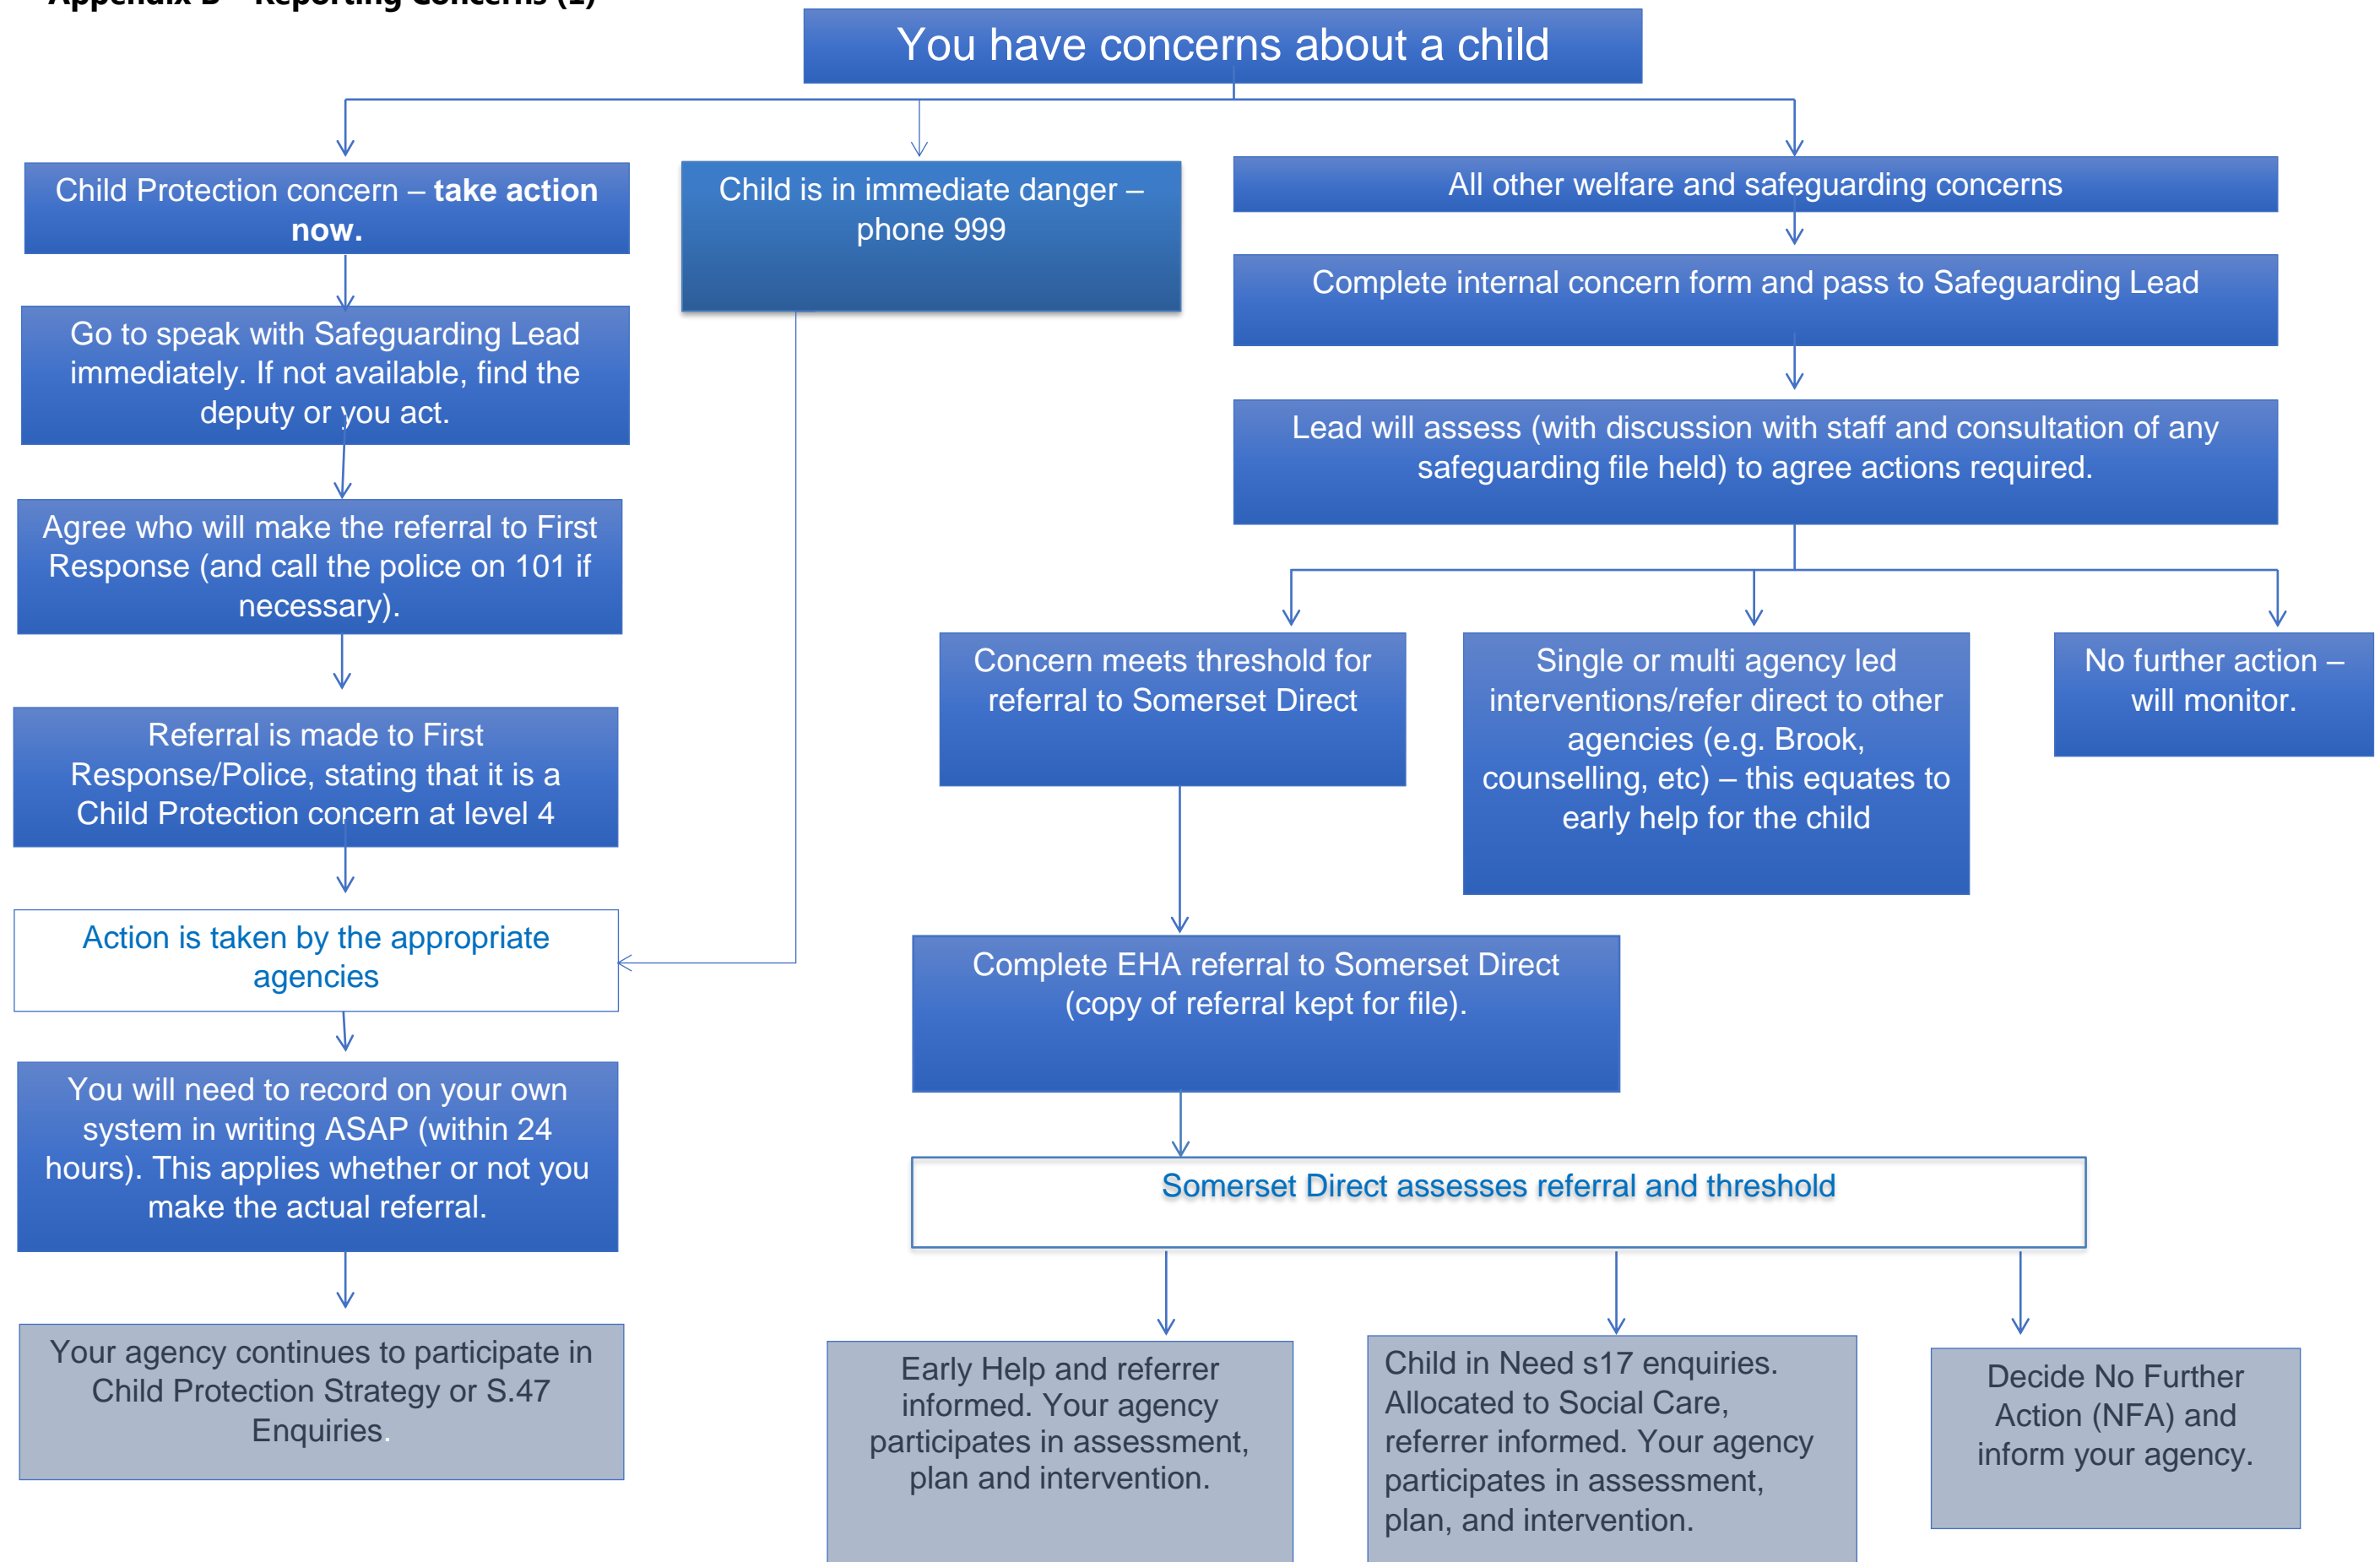 Appendix B – Reporting Concerns (1)
You have concerns about a child
Child Protection concern – take action
now.
Go to speak with Safeguarding Lead
immediately. If not available, find the
deputy or you act.
Agree who will make the referral to First
Response (and call the police on 101 if
necessary).
Referral is made to First
Response/Police, stating that it is a
Child Protection concern at level 4
Action is taken by the appropriate
agencies
You will need to record on your own
system in writing ASAP (within 24
hours). This applies whether or not you
make the actual referral.
Your agency continues to participate in
Child Protection Strategy or S.47
Enquiries.
Child is in immediate danger –
phone 999
All other welfare and safeguarding concerns
Complete internal concern form and pass to Safeguarding Lead
Lead will assess (with discussion with staff and consultation of any
safeguarding file held) to agree actions required.
Concern meets threshold for
referral to Somerset Direct
Single or multi agency led
interventions/refer direct to other
agencies (e.g. Brook,
counselling, etc) – this equates to
early help for the child
No further action –
will monitor.
Complete EHA referral to Somerset Direct
(copy of referral kept for file).
Somerset Direct assesses referral and threshold
Early Help and referrer
informed. Your agency
participates in assessment,
plan and intervention.
Child in Need s17 enquiries.
Allocated to Social Care,
referrer informed. Your agency
participates in assessment,
plan, and intervention.
Decide No Further
Action (NFA) and
inform your agency.